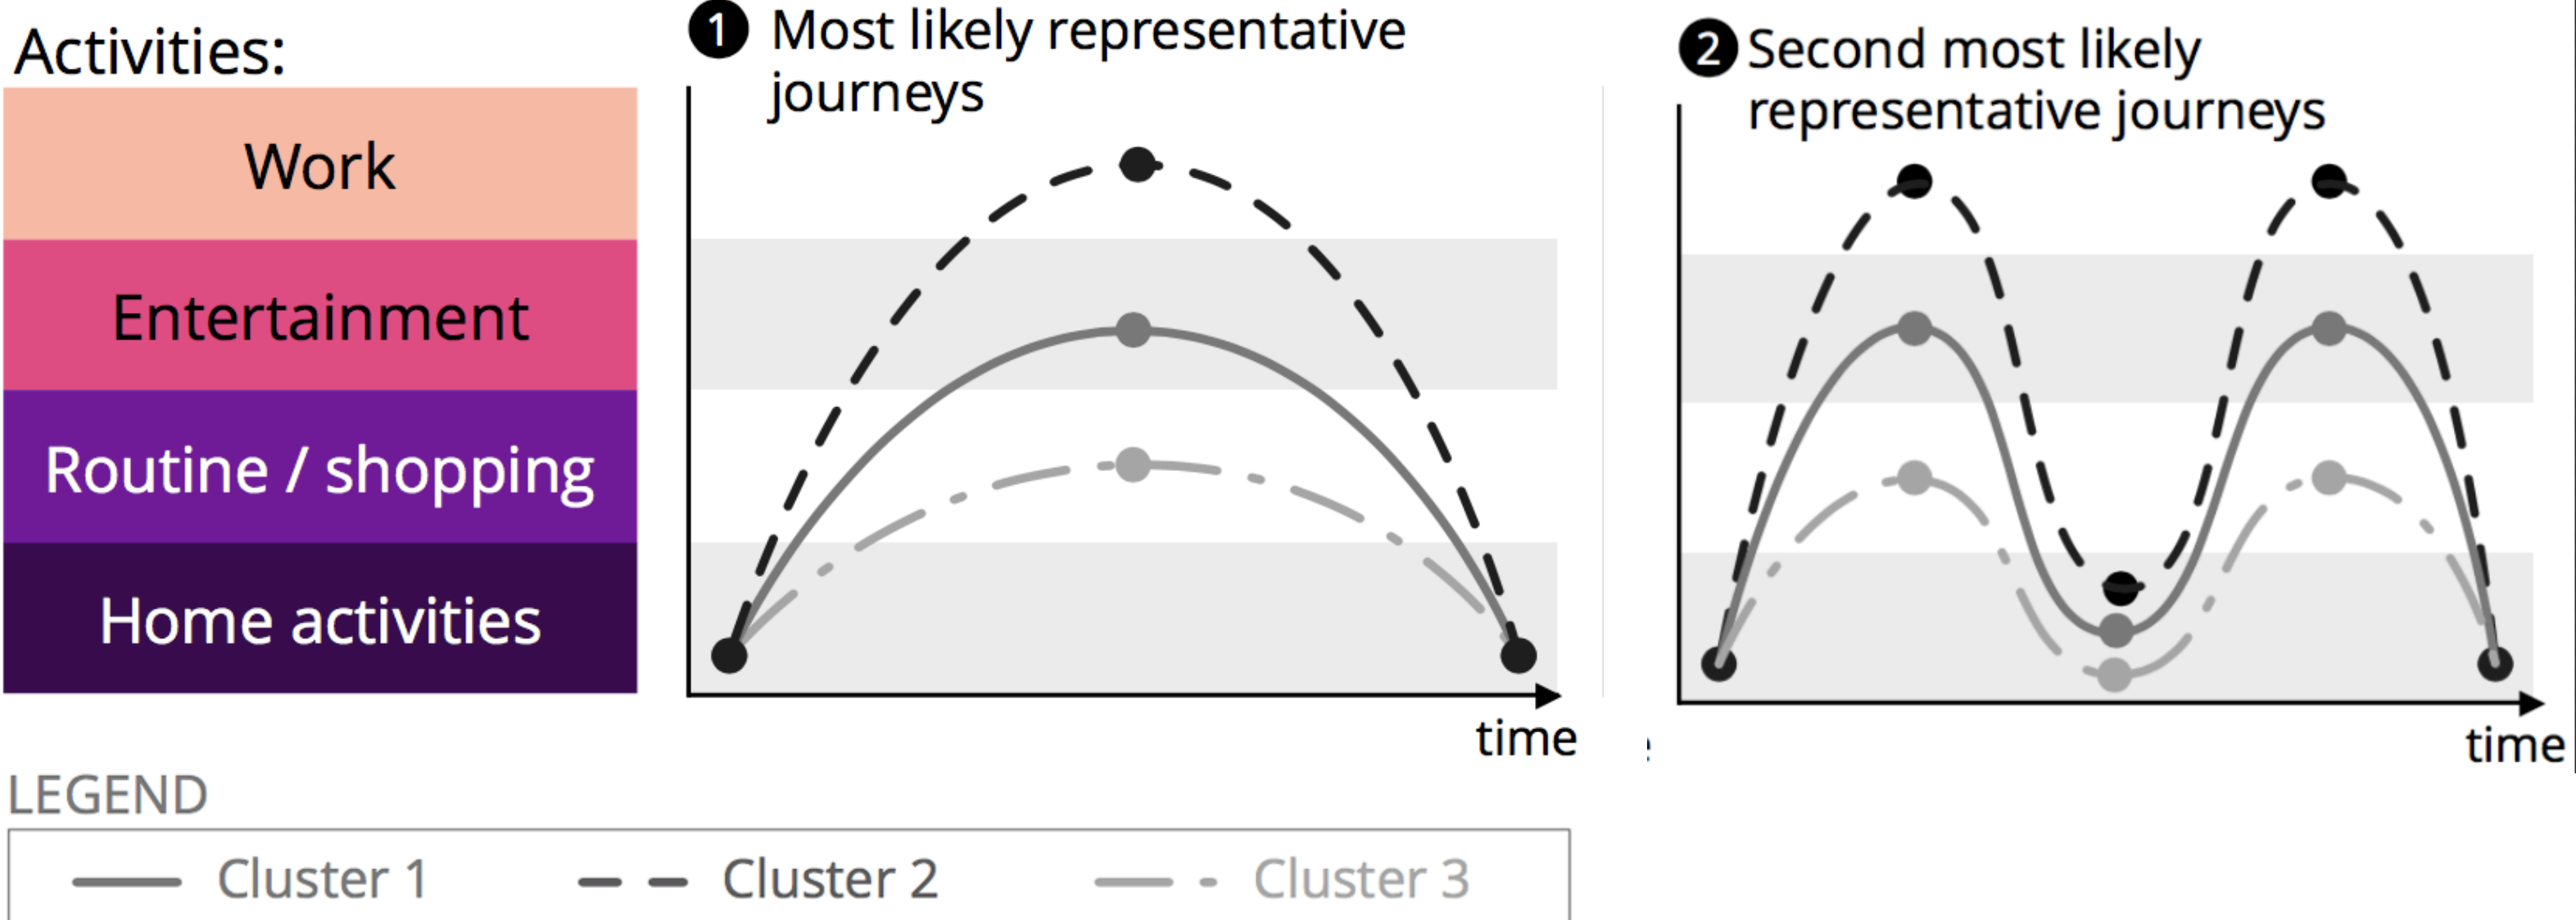 Activities:
Work
Entertainment
Routine / shopping
Home activities
1 Most likely representative
journeys
time
2 Second most likely
representative journeys
time
LEGEND
Cluster 1
Cluster 2
Cluster 3